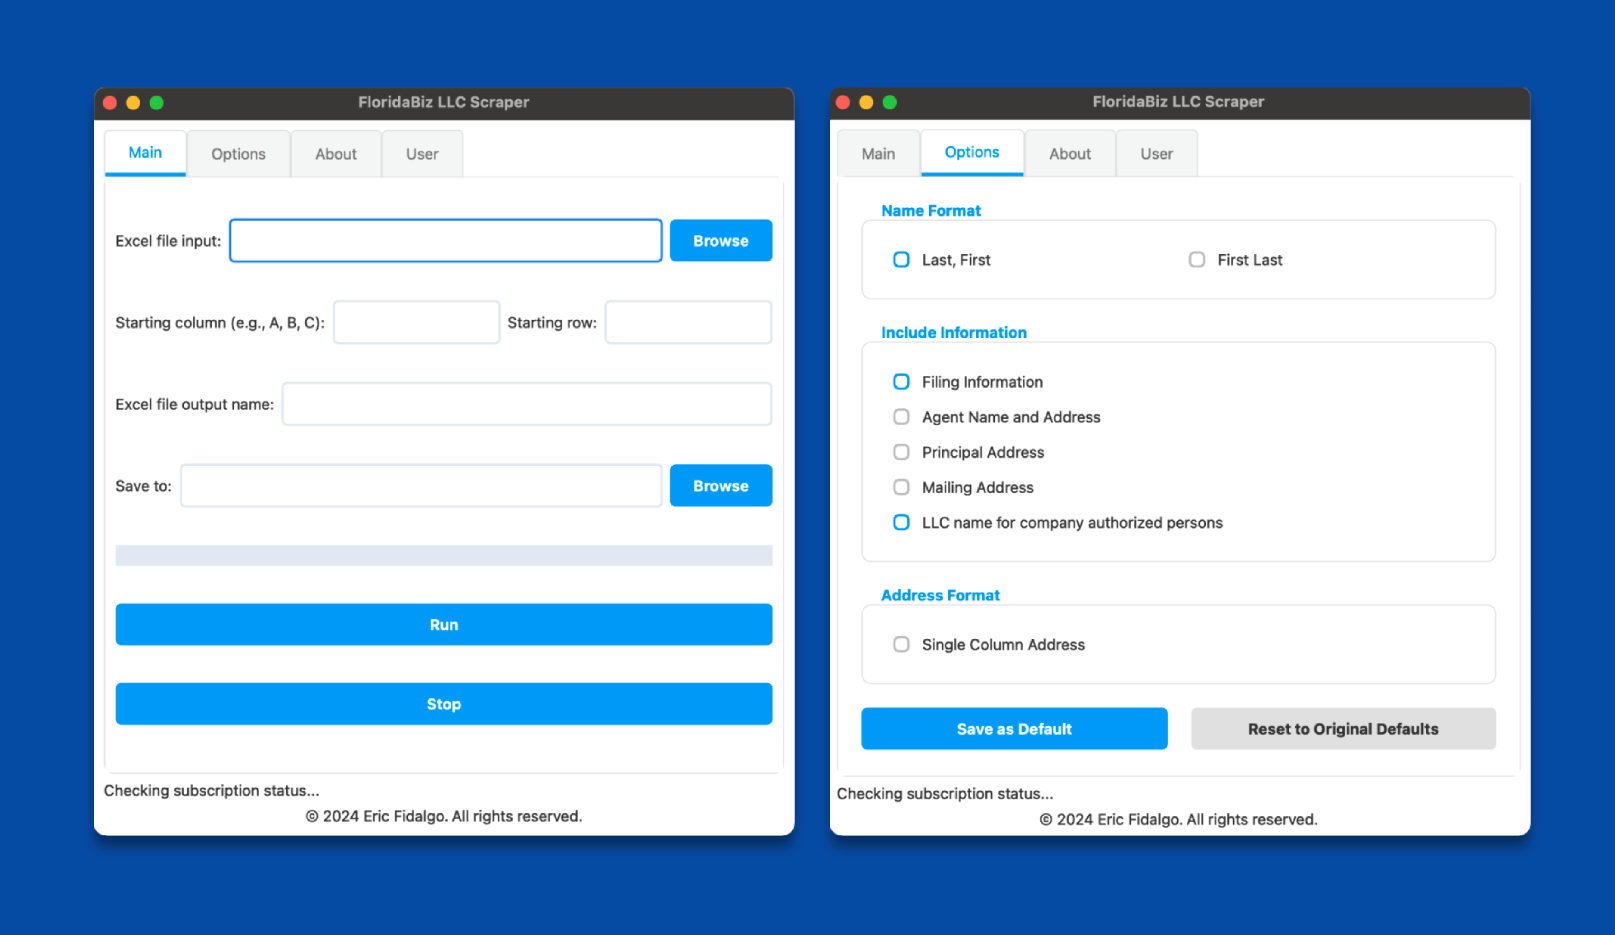 FloridaBiz LLC Scraper
Main Options About User
Excel file input: Browse
Starting column (e.g., A, B, C): Starting row:
Excel file output name:
Save to: Browse
Run
Stop
Checking subscription status...
© 2024 Eric Fidalgo. All rights reserved.
FloridaBiz LLC Scraper
Main Options About User
Name Format
Last, First First Last
Include Information
Filing Information
Agent Name and Address
Principal Address
Mailing Address
LLC name for company authorized persons
Address Format
Single Column Address
Save as Default Reset to Original Defaults
Checking subscription status...
© 2024 Eric Fidalgo. All rights reserved.